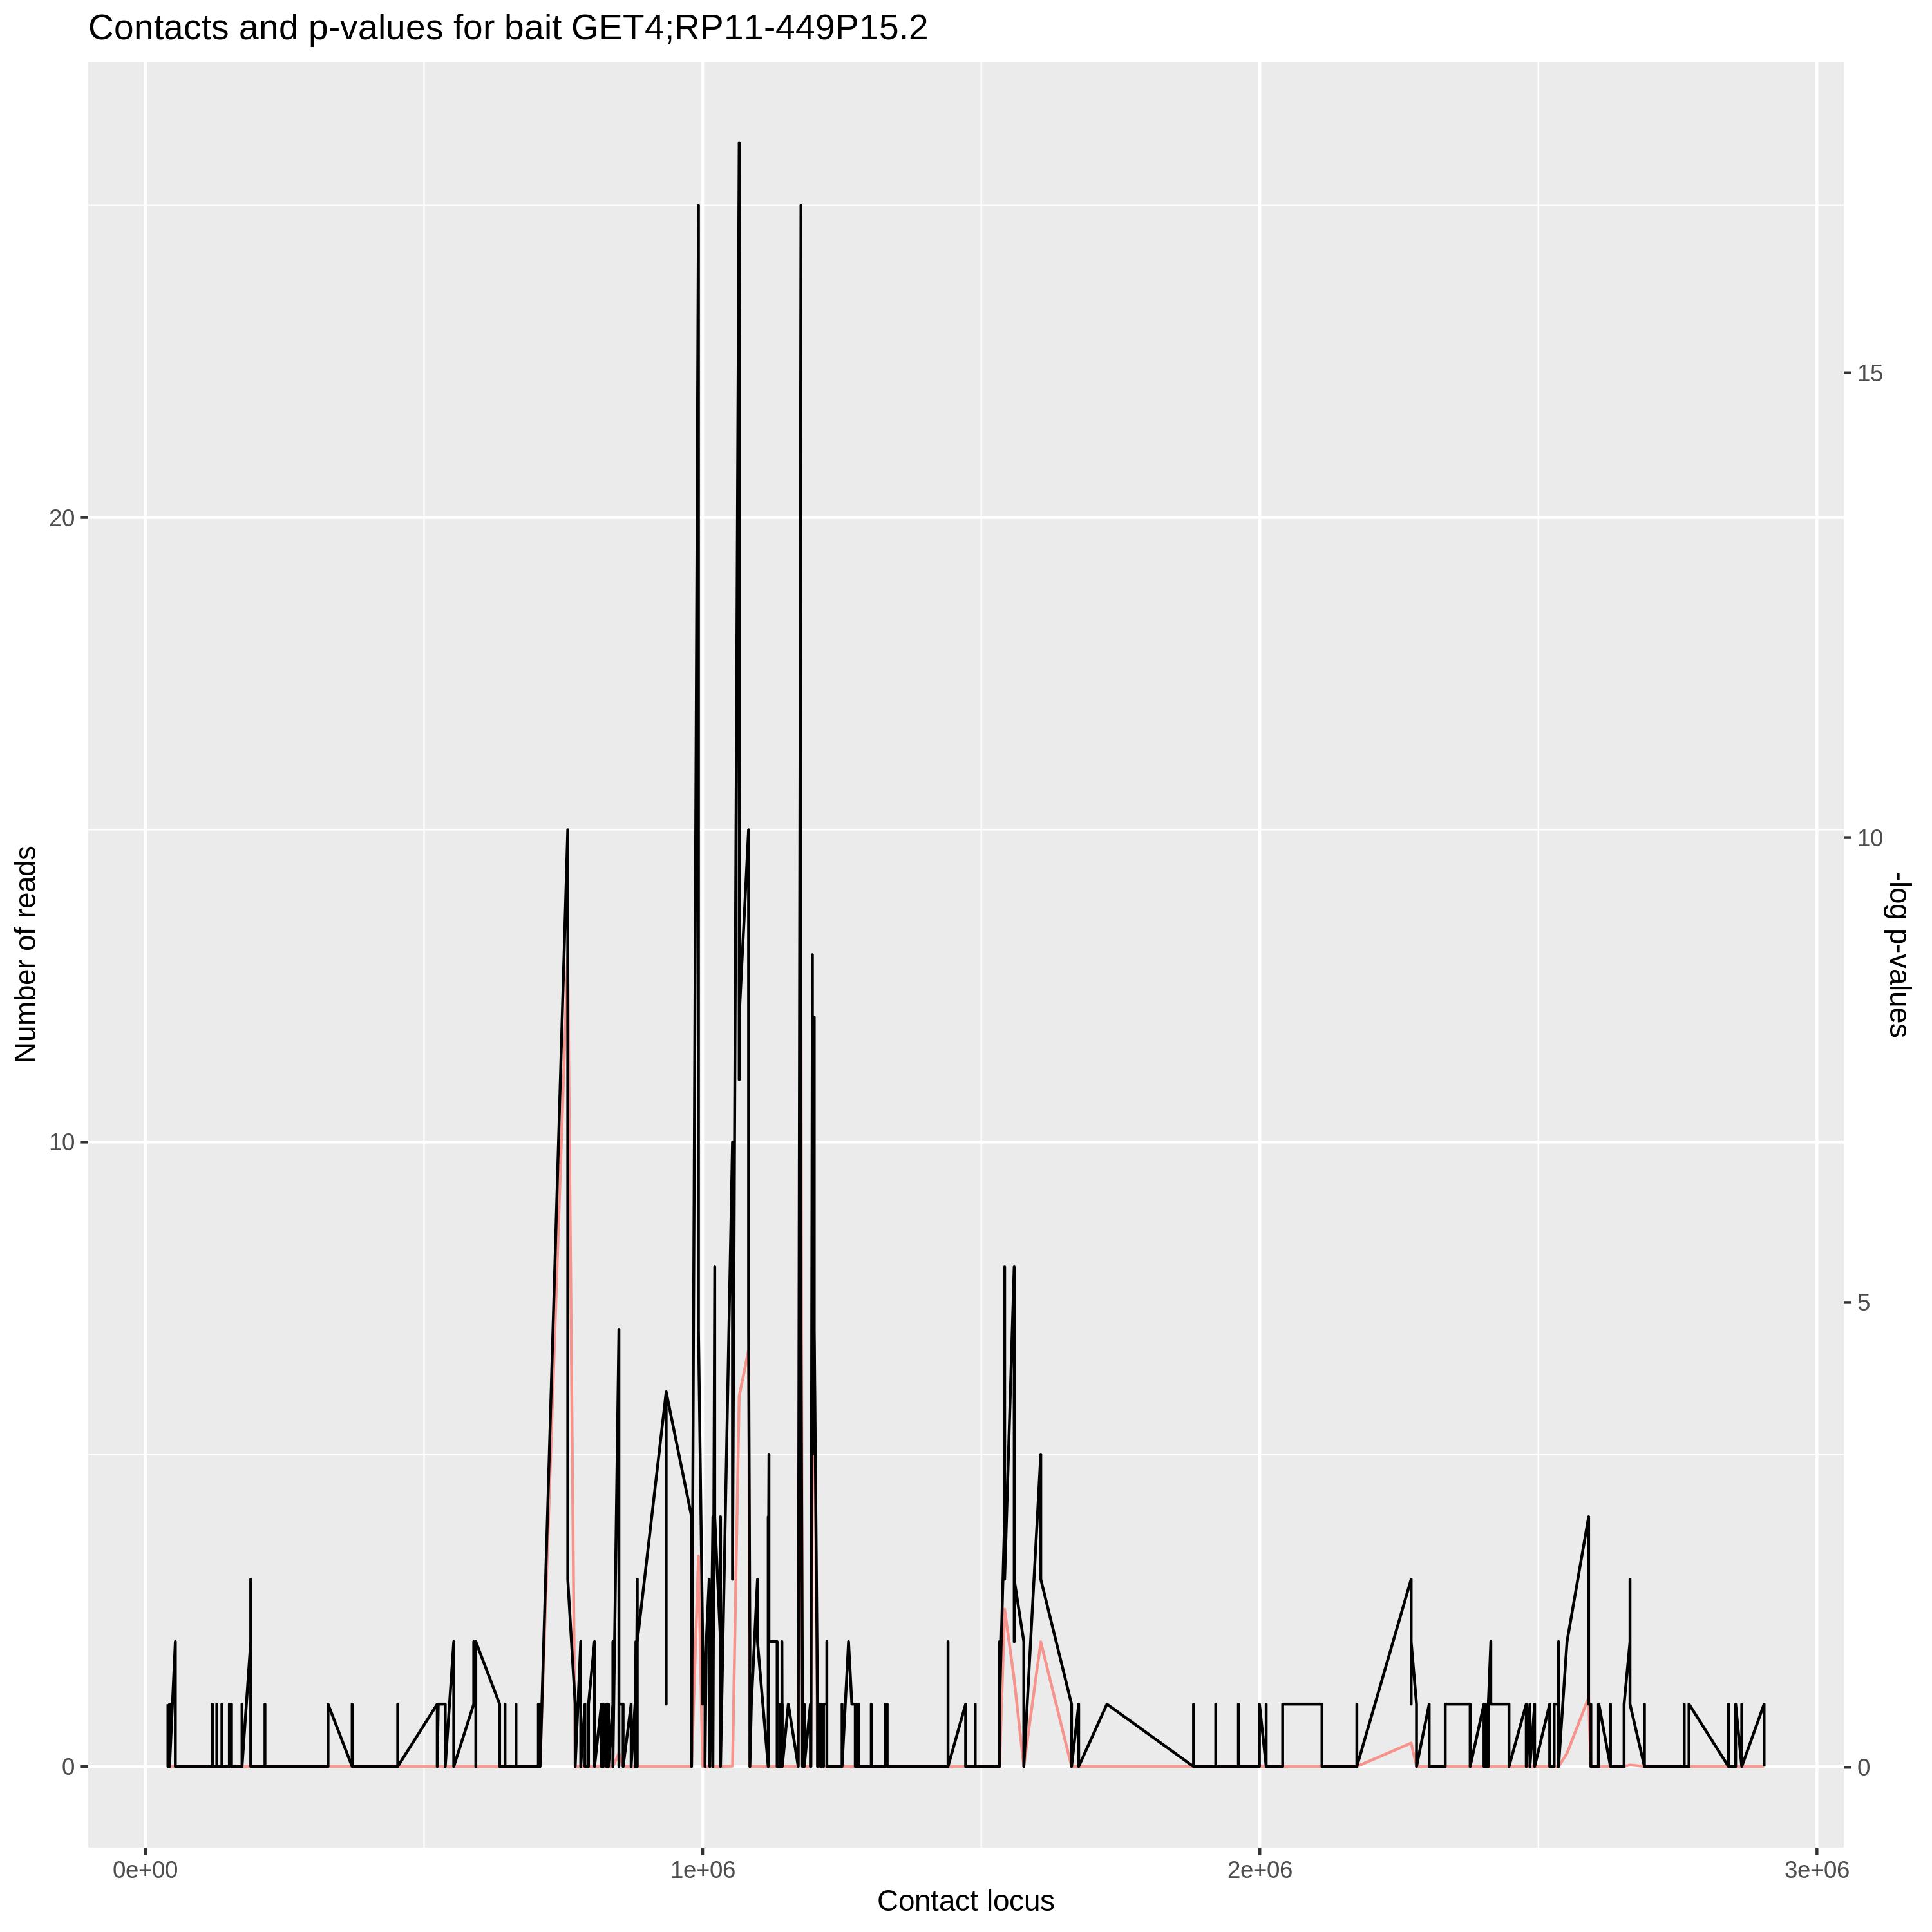 Contacts and p-values for bait GET4;RP11-449P15.2
Number of reads
20
10
0
15
10
5
0
-log p-values
0e+00 1e+06 2e+06 3e+06
Contact locus